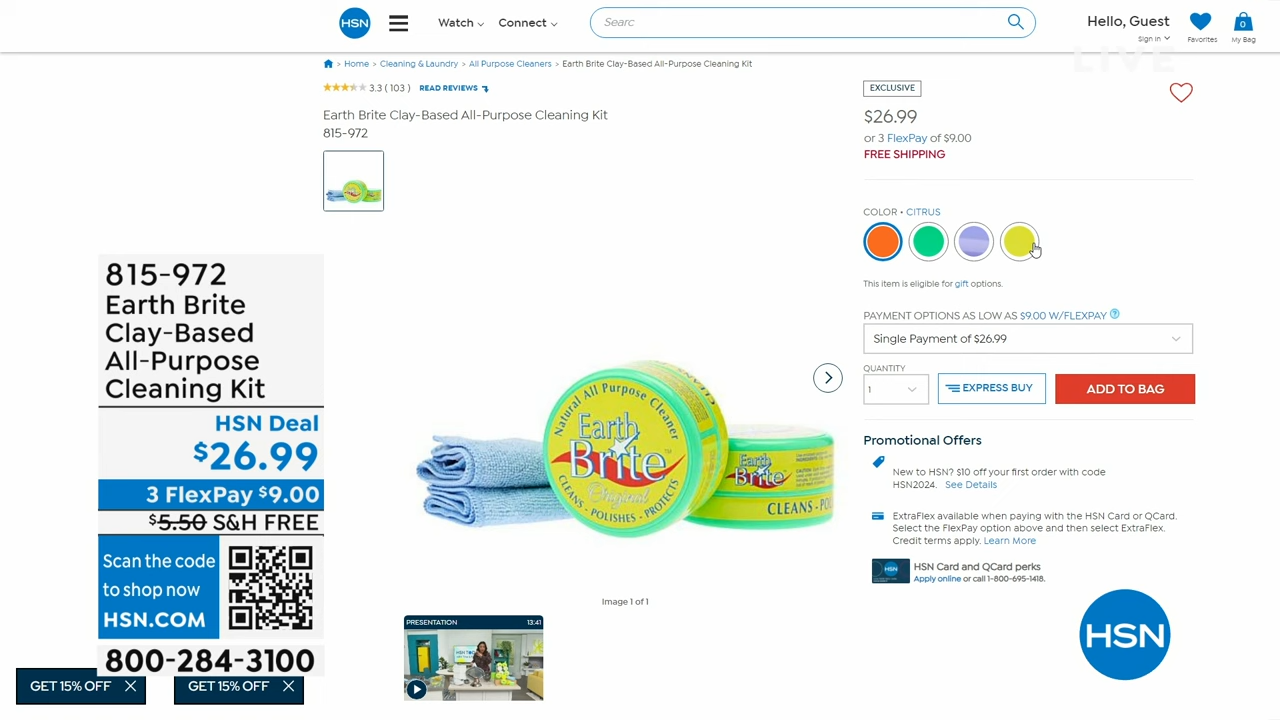 HSN
Watch
Connect
Searc
Hello, Guest
Sign in
Favorites
0
My Bag
LIVE
Home > Cleaning & Laundry > All Purpose Cleaners > Earth Brite Clay-Based All-Purpose Cleaning Kit
3.3 ( 103 )
READ REVIEWS
Earth Brite Clay-Based All-Purpose Cleaning Kit
815-972
EXCLUSIVE
$26.99
or 3 FlexPay of $9.00
FREE SHIPPING
COLOR • CITRUS
This item is eligible for gift options.
PAYMENT OPTIONS AS LOW AS $9.00 W/FLEXPAY ?
Single Payment of $26.99
QUANTITY
1
EXPRESS BUY
ADD TO BAG
Promotional Offers
New to HSN? $10 off your first order with code
HSN2024. See Details
ExtraFlex available when paying with the HSN Card or QCard.
Select the FlexPay option above and then select ExtraFlex.
Credit terms apply. Learn More
HSN
HSN Card and QCard perks
Apply online or call 1-800-695-1418.
Natural All Purpose Cleaner
Earth
Brite
Original
CLEANS - POLISHES - PROTECTS
Earth
Brite
CLEANS - PO
Image 1 of 1
PRESENTATION
13:41
815-972
Earth Brite
Clay-Based
All-Purpose
Cleaning Kit
HSN Deal
$26.99
3 FlexPay $9.00
$5.50 S&H FREE
Scan the code
to shop now
HSN.COM
800-284-3100
GET 15% OFF
GET 15% OFF
HSN